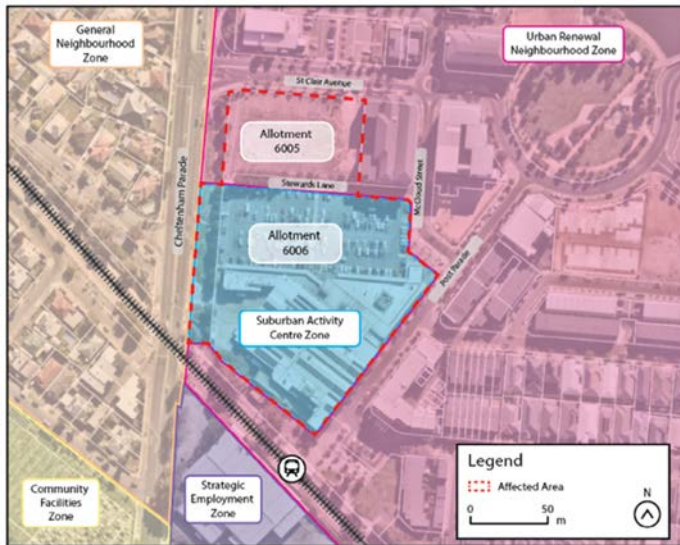 General
Neighbourhood
Zone
Urban Renewal
Neighbourhood Zone
St Clair Avenue
Allotment
6005
Stewards Lane
McCloud Street
Cheltenham Parade
Allotment
6006
Post Parade
Suburban Activity
Centre Zone
Community
Facilities
Zone
Strategic
Employment
Zone
Legend
Affected Area
0 50
m
N